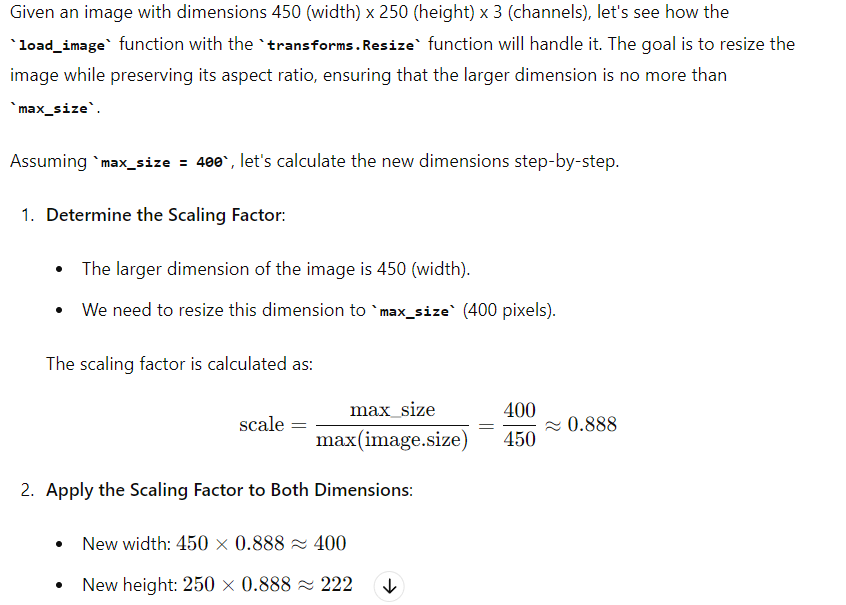 Given an image with dimensions 450 (width) x 250 (height) x 3 (channels), let's see how the
`load_image` function with the `transforms.Resize` function will handle it. The goal is to resize the
image while preserving its aspect ratio, ensuring that the larger dimension is no more than
`max_size`.
Assuming `max_size = 400`, let's calculate the new dimensions step-by-step.
1. Determine the Scaling Factor:
• The larger dimension of the image is 450 (width).
• We need to resize this dimension to `max_size` (400 pixels).
The scaling factor is calculated as:
scale = max_size / max(image.size) = 400 / 450 ≈ 0.888
2. Apply the Scaling Factor to Both Dimensions:
• New width: 450 × 0.888 ≈ 400
• New height: 250 × 0.888 ≈ 222